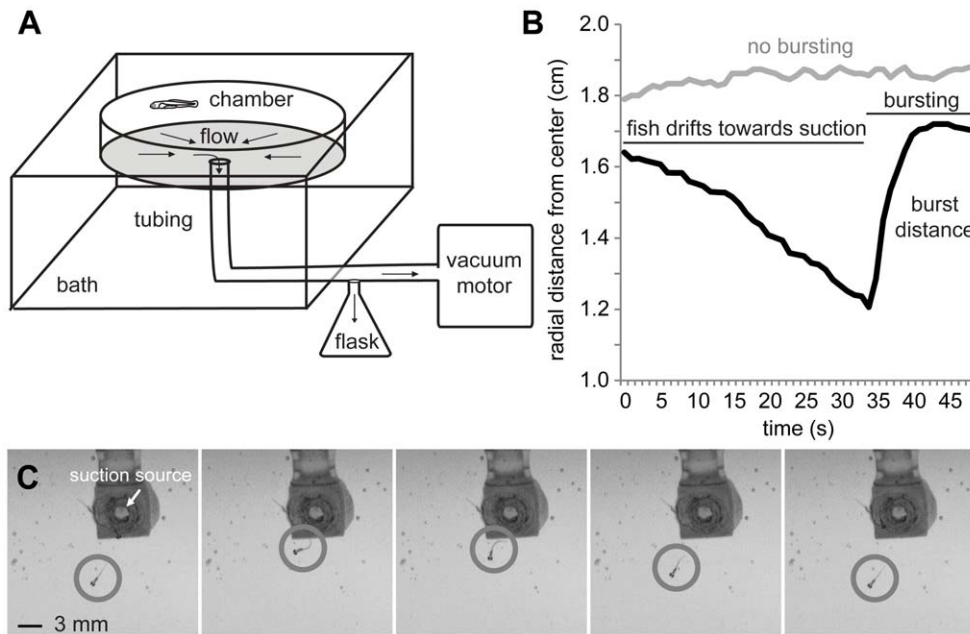 A
chamber
flow
tubing
bath
vacuum
motor
flask
B
radial distance from center (cm)
2.0
1.8
1.6
1.4
1.2
1.0
no bursting
bursting
fish drifts towards suction
burst
distance
0 5 10 15 20 25 30 35 40 45
time (s)
C
suction source
3 mm